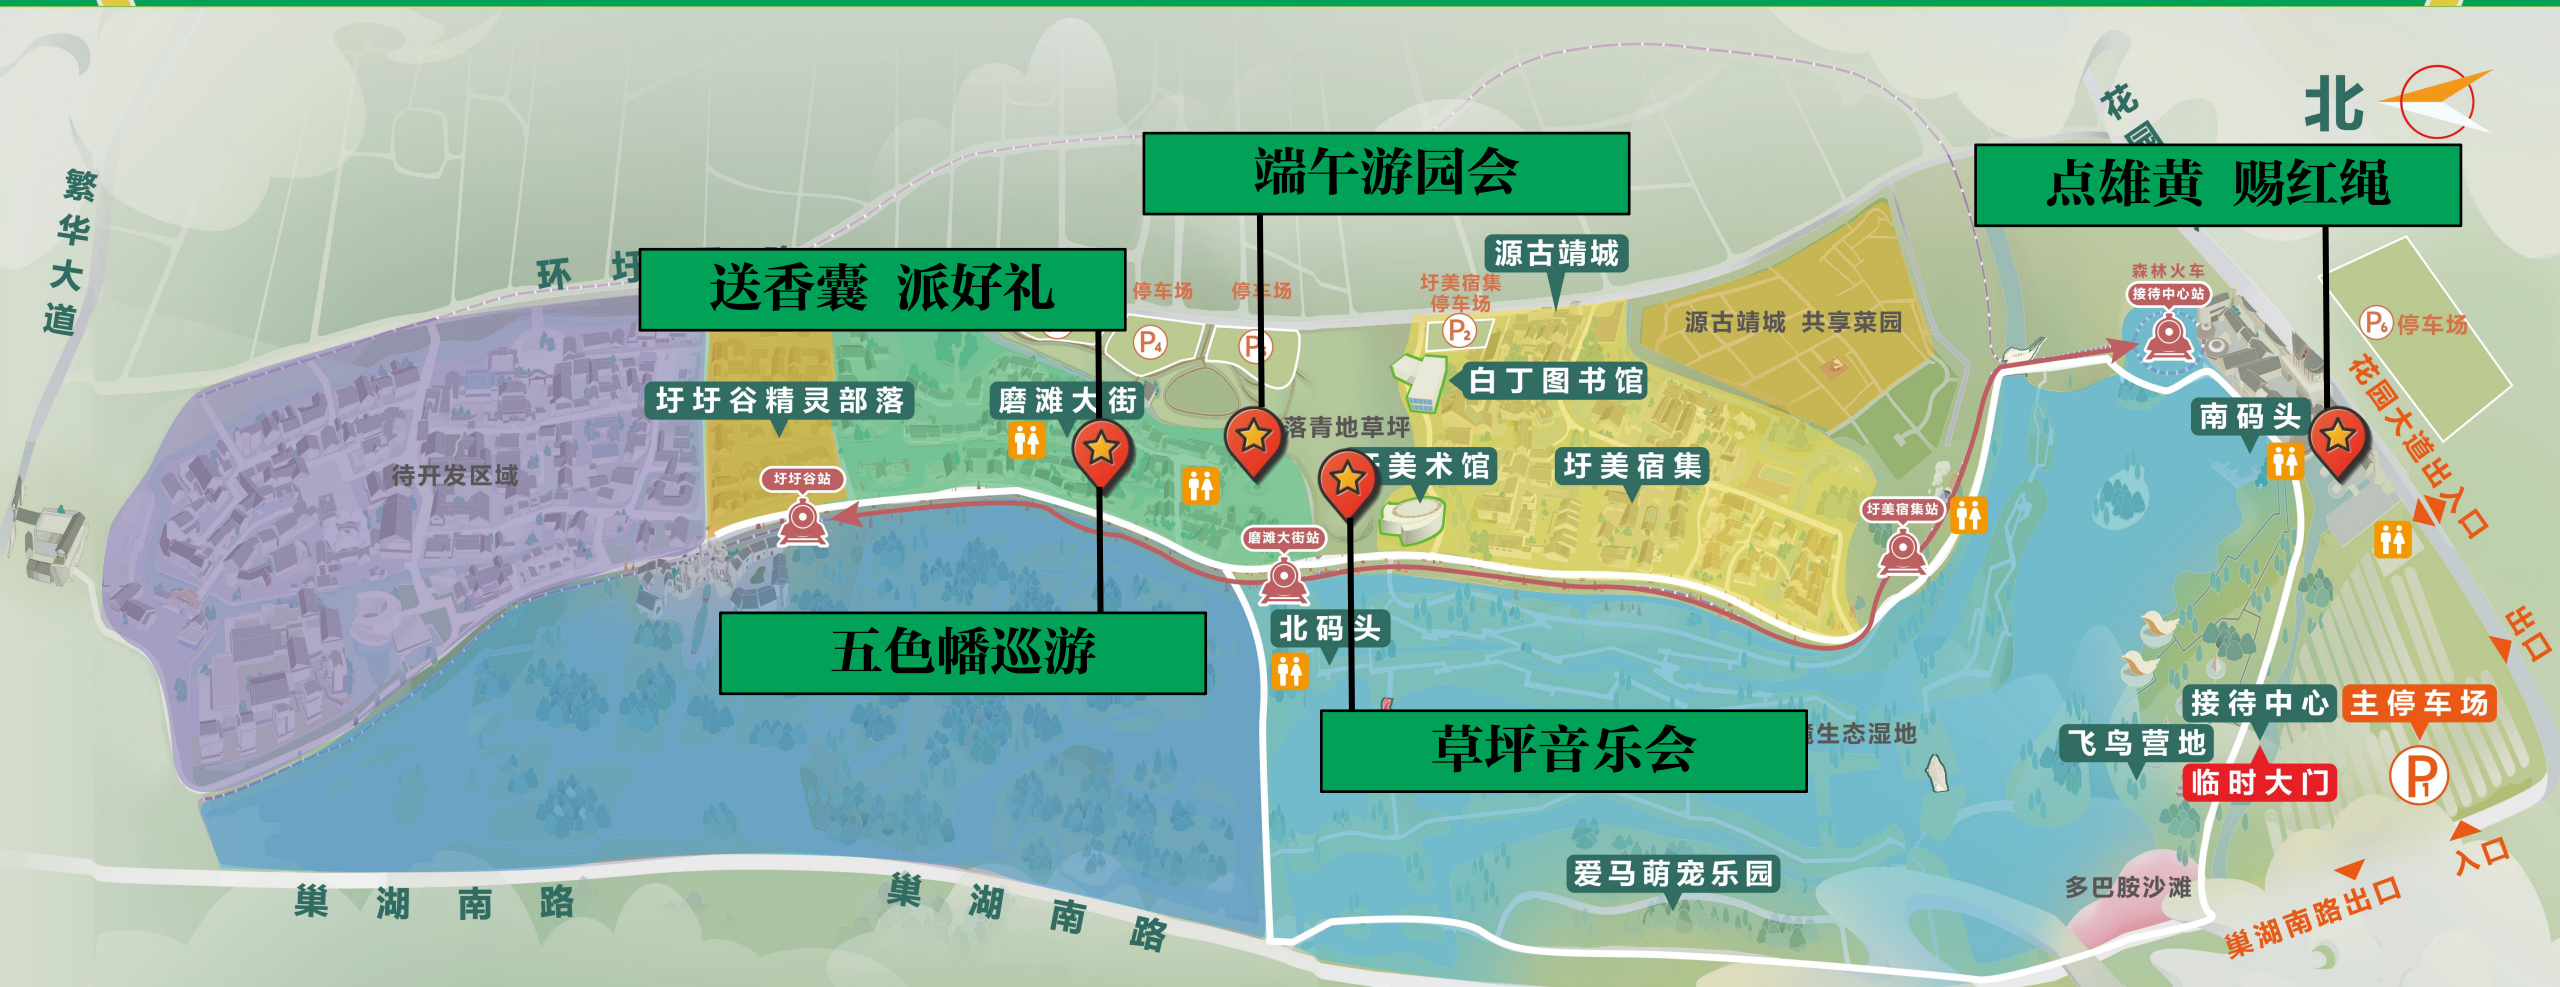 北
花
园
繁
华
大
道
端午游园会
点雄黄 赐红绳
送香囊 派好礼
环 圩
源古靖城
停车场
停车场
圩美宿集
停车场
P4
P2
森林火车
接待中心站
源古靖城 共享菜园
P6 停车场
白丁图书馆
圩圩谷精灵部落
磨滩大街
落青地草坪
南码头
花园大道出入口
待开发区域
圩圩谷站
美术馆
圩美宿集
圩美宿集站
磨滩大街站
北码头
五色幡巡游
出口
草坪音乐会
生态湿地
接待中心
主停车场
飞鸟营地
临时大门
P1
爱马萌宠乐园
多巴胺沙滩
入口
巢湖南路出口
巢 湖 南 路
巢 湖 南 路